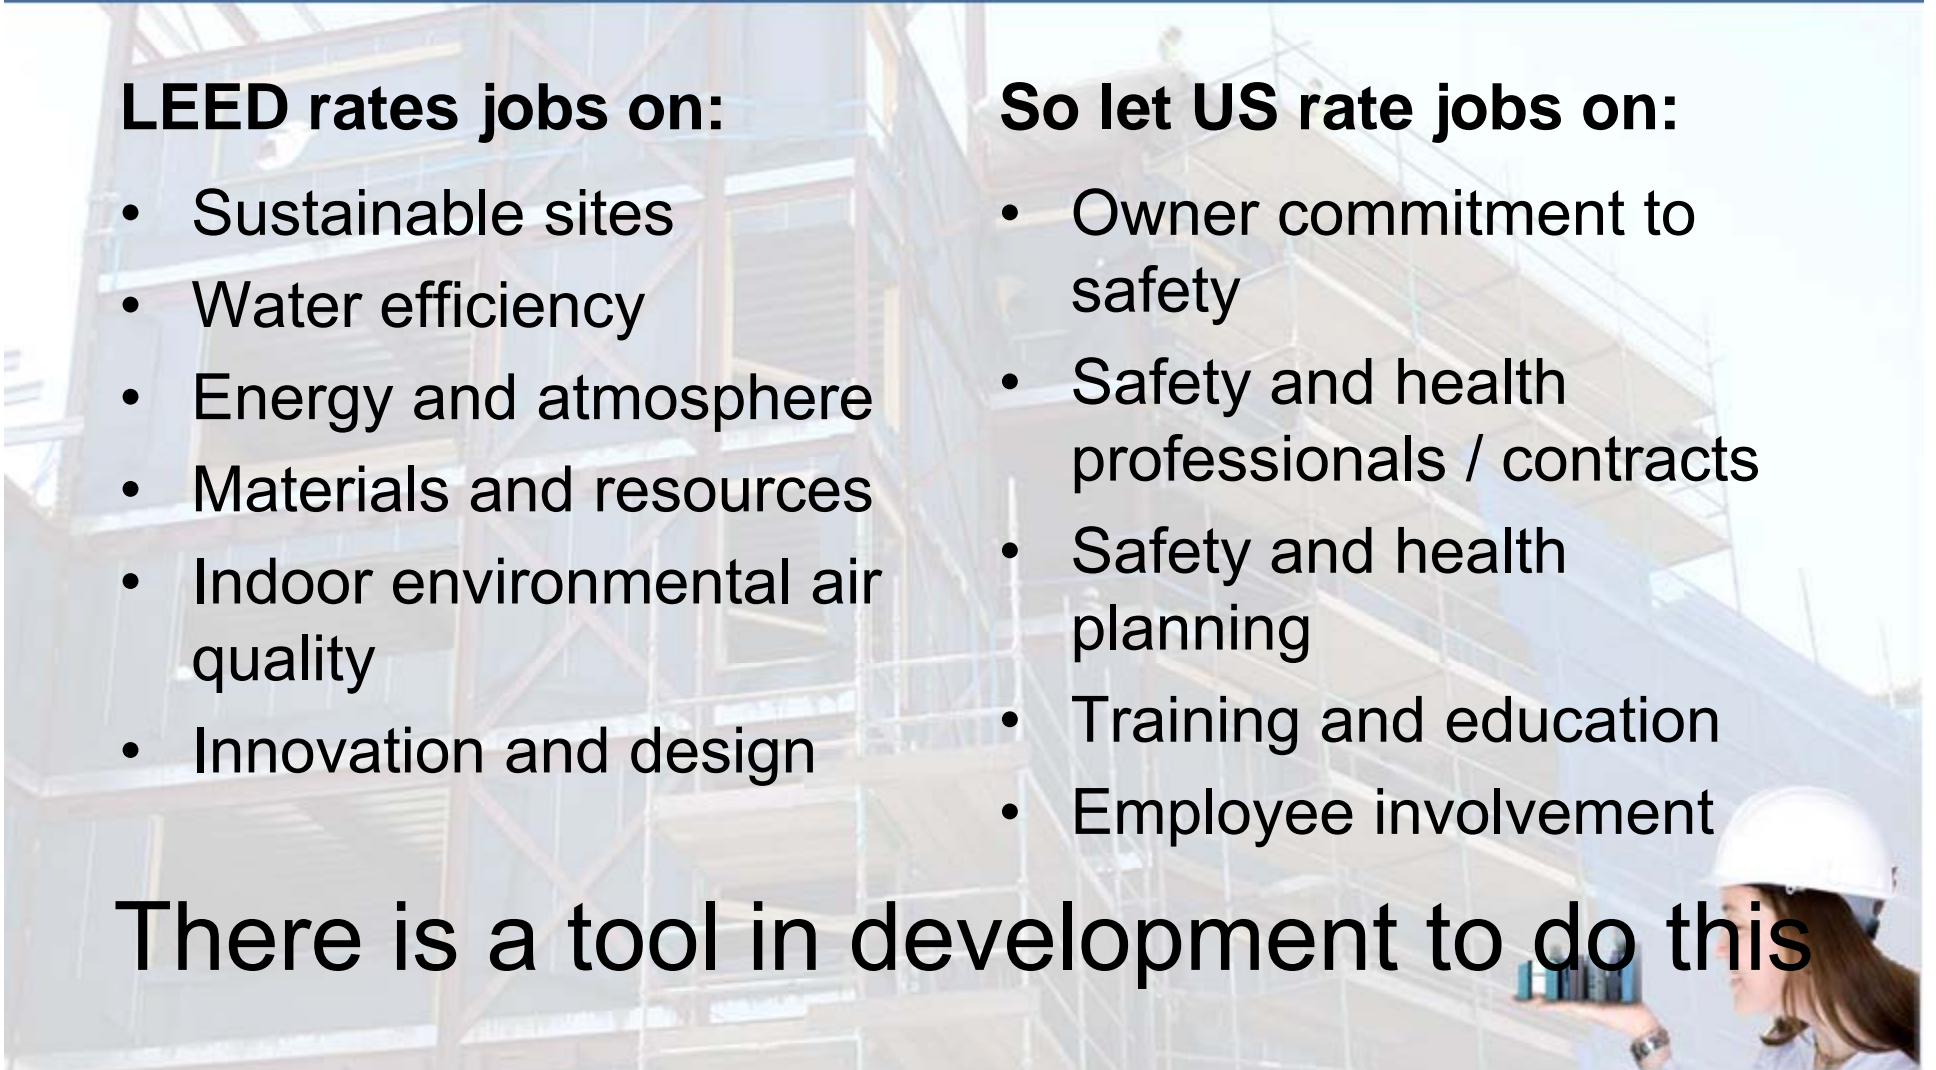 LEED rates jobs on:
• Sustainable sites
• Water efficiency
• Energy and atmosphere
• Materials and resources
• Indoor environmental air
quality
• Innovation and design
So let US rate jobs on:
• Owner commitment to
safety
• Safety and health
professionals / contracts
• Safety and health
planning
• Training and education
• Employee involvement
There is a tool in development to do this